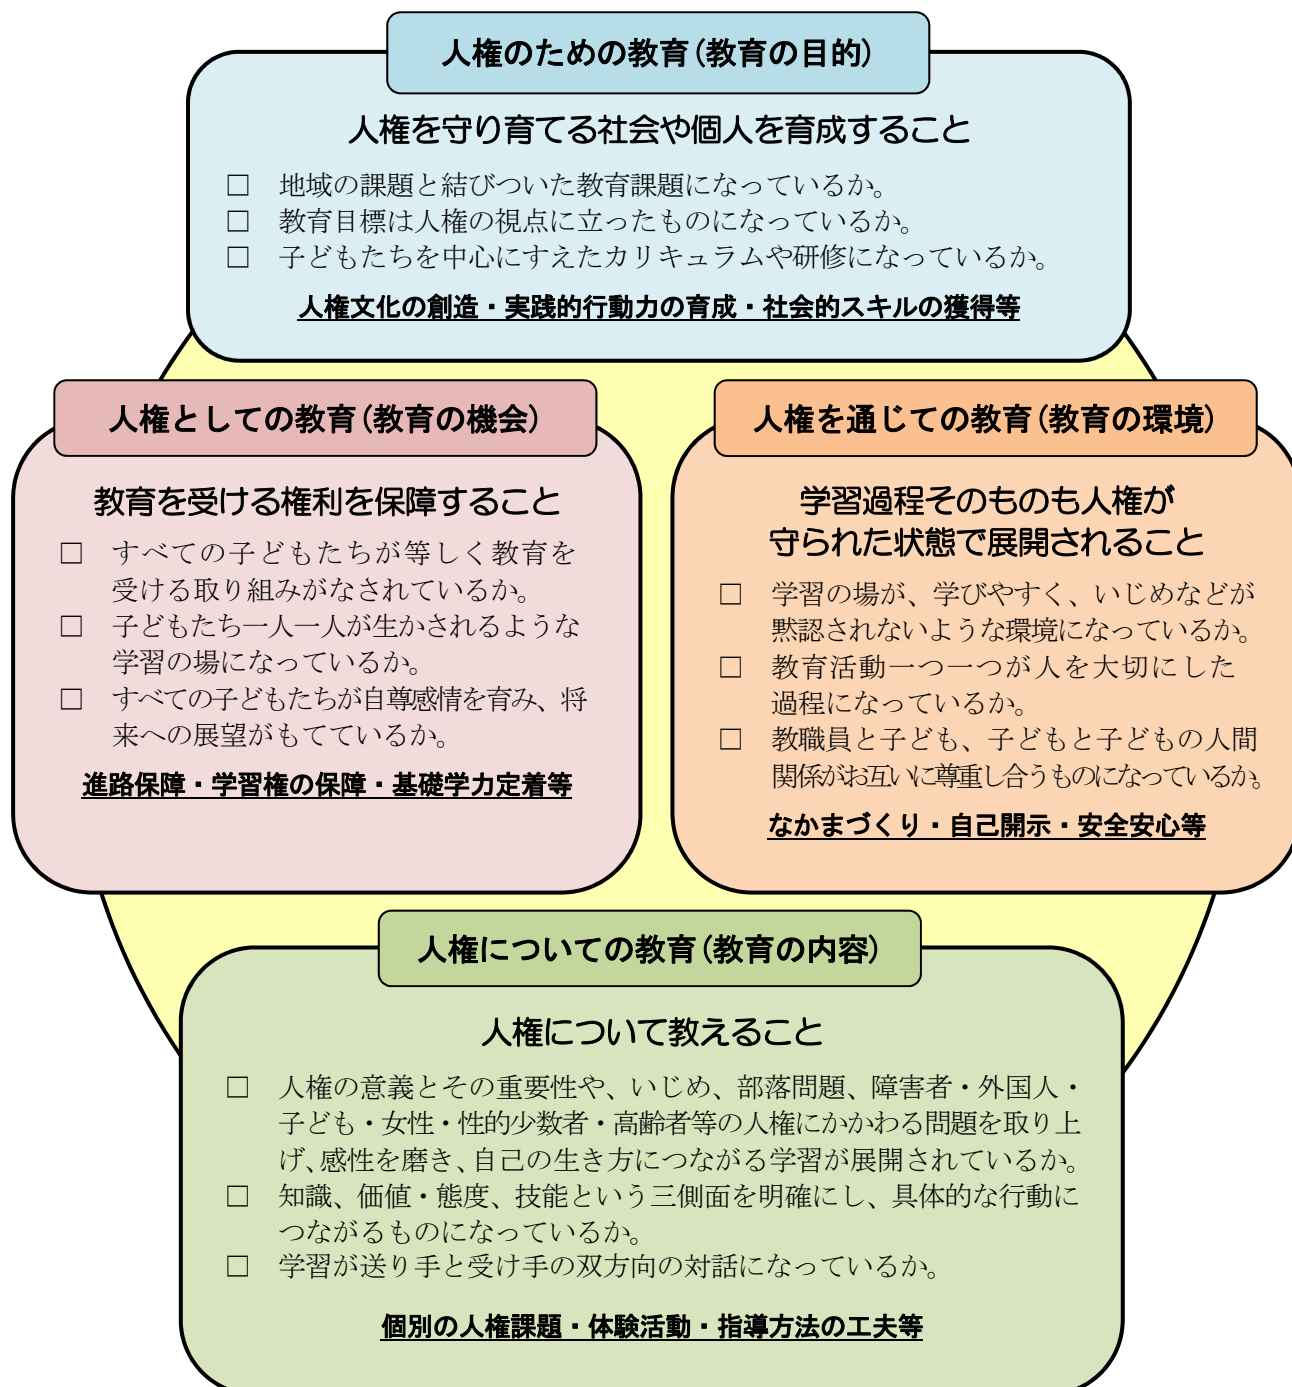 人権のための教育(教育の目的)
人権を守り育てる社会や個人を育成すること
□ 地域の課題と結びついた教育課題になっているか。
□ 教育目標は人権の視点に立ったものになっているか。
□ 子どもたちを中心にすえたカリキュラムや研修になっているか。
人権文化の創造・実践的行動力の育成・社会的スキルの獲得等
人権としての教育(教育の機会)
教育を受ける権利を保障すること
□ すべての子どもたちが等しく教育を
受ける取り組みがなされているか。
□ 子どもたち一人一人が生かされるような
学習の場になっているか。
□ すべての子どもたちが自尊感情を育み、将
来への展望がもてているか。
進路保障・学習権の保障・基礎学力定着等
人権を通じての教育(教育の環境)
学習過程そのものも人権が
守られた状態で展開されること
□ 学習の場が、学びやすく、いじめなどが
黙認されないような環境になっているか。
□ 教育活動一つ一つが人を大切にした
過程になっているか。
□ 教職員と子ども、子どもと子どもの人間
関係がお互いに尊重し合うものになっているか。
なかまづくり・自己開示・安全安心等
人権についての教育(教育の内容)
人権について教えること
□ 人権の意義とその重要性や、いじめ、部落問題、障害者・外国人・
子ども・女性・性的少数者・高齢者等の人権にかかわる問題を取り上
げ、感性を磨き、自己の生き方につながる学習が展開されているか。
□ 知識、価値・態度、技能という三側面を明確にし、具体的な行動に
つながるものになっているか。
□ 学習が送り手と受け手の双方向の対話になっているか。
個別の人権課題・体験活動・指導方法の工夫等